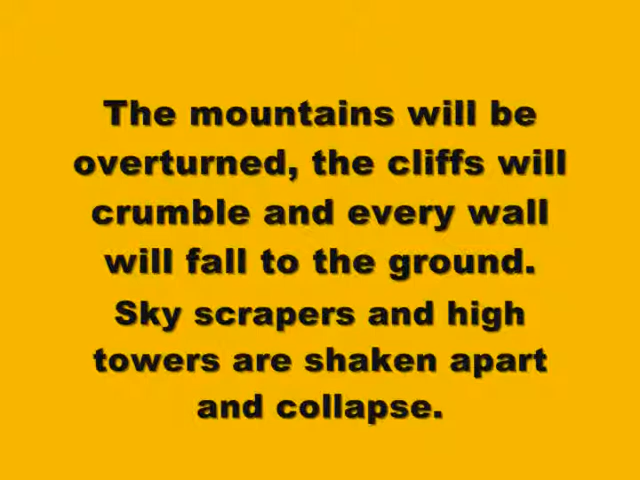 The mountains will be
overturned, the cliffs will
crumble and every wall
will fall to the ground.
Sky scrapers and high
towers are shaken apart
and collapse.